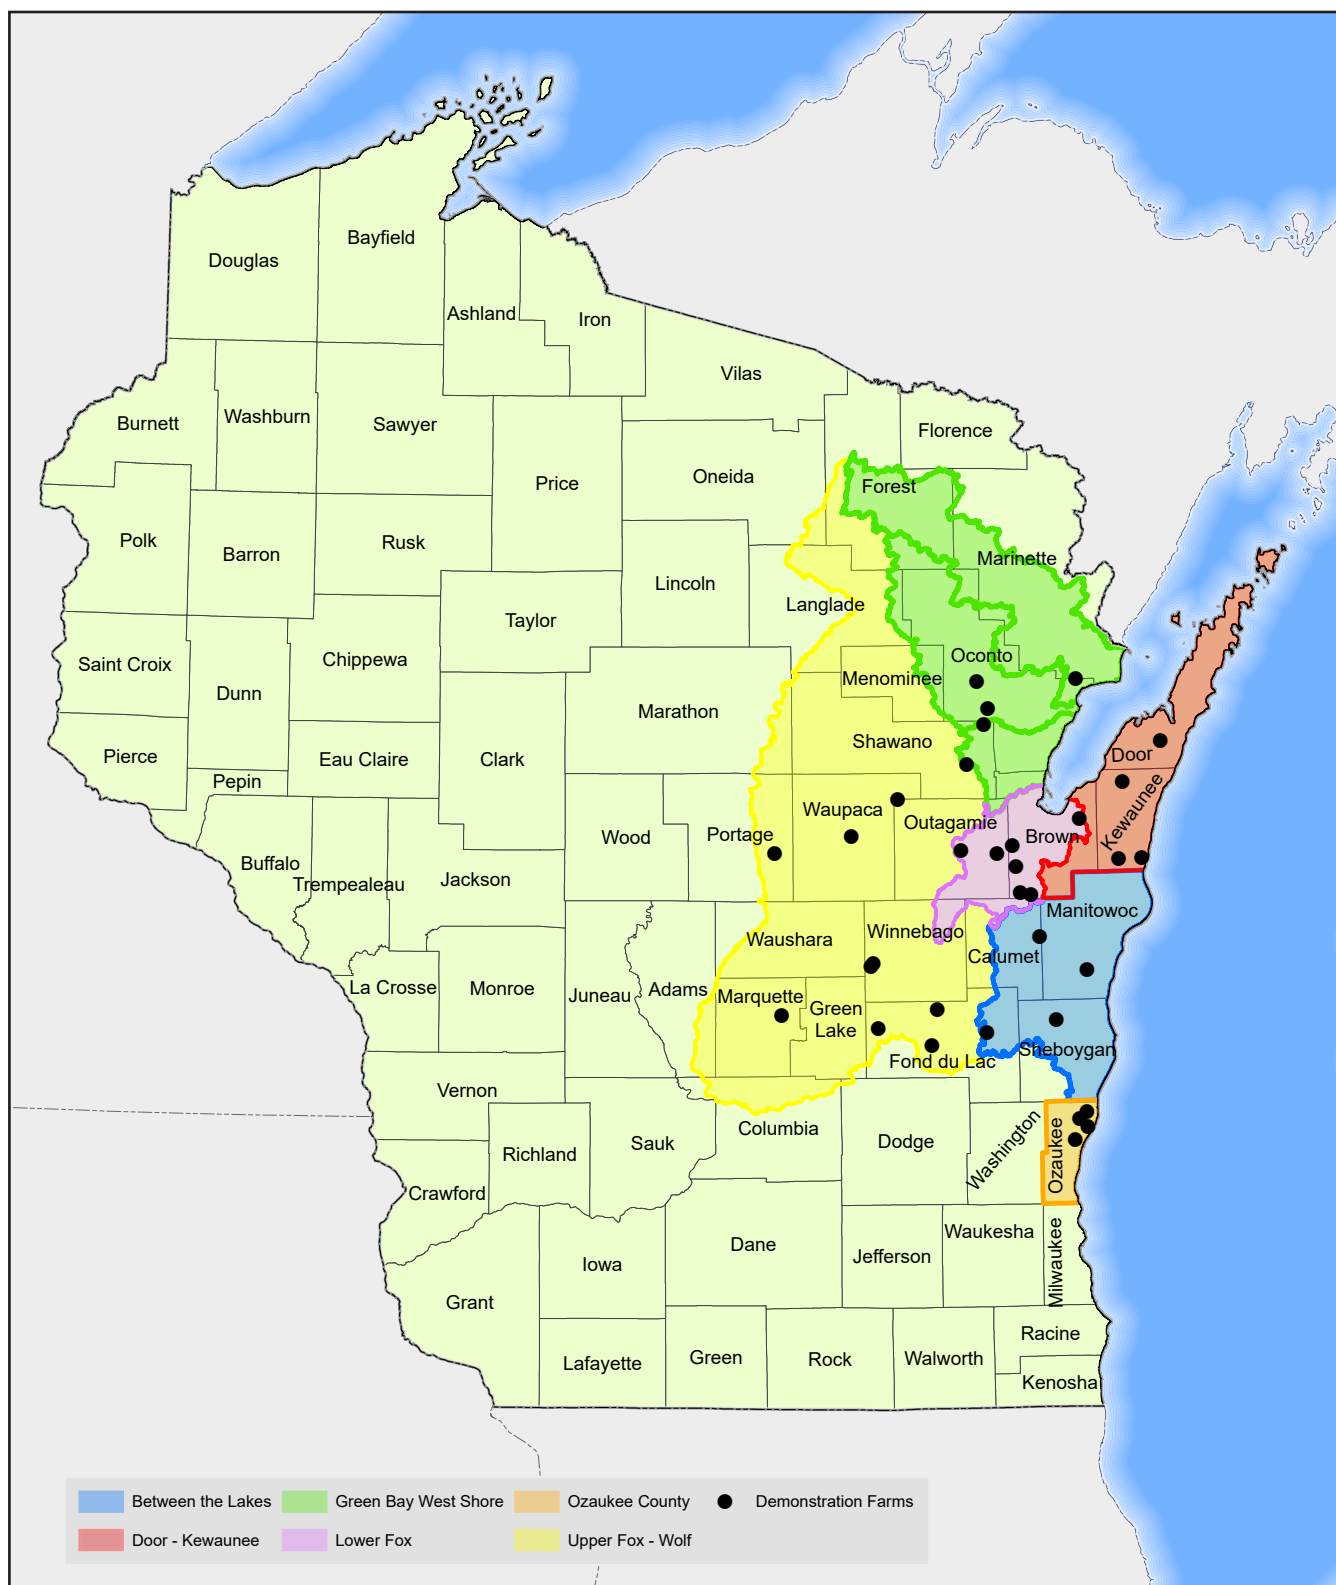 Bayfield
Douglas
Ashland
Iron
Vilas
Washburn
Burnett
Sawyer
Florence
Oneida
Price
Forest
Polk
Rusk
Barron
Marinette
Lincoln
Langlade
Taylor
Oconto
Chippewa
Saint Croix
Menominee
Dunn
Marathon
Shawano
Door
Pierce
Eau Claire
Clark
Pepin
Kewaunee
Waupaca
Outagamie
Portage
Brown
Wood
Buffalo
Trempealeau
Jackson
Manitowoc
Winnebago
Waushara
Calumet
La Crosse
Monroe
Juneau
Adams
Marquette
Green
Lake
Sheboygan
Fond du Lac
Vernon
Columbia
Dodge
Washington
Ozaukee
Sauk
Richland
Crawford
Waukesha
Dane
Jefferson
Milwaukee
Iowa
Grant
Racine
Green
Rock
Walworth
Lafayette
Kenosha
Between the Lakes
Green Bay West Shore
Ozaukee County
Demonstration Farms
Door - Kewaunee
Lower Fox
Upper Fox - Wolf